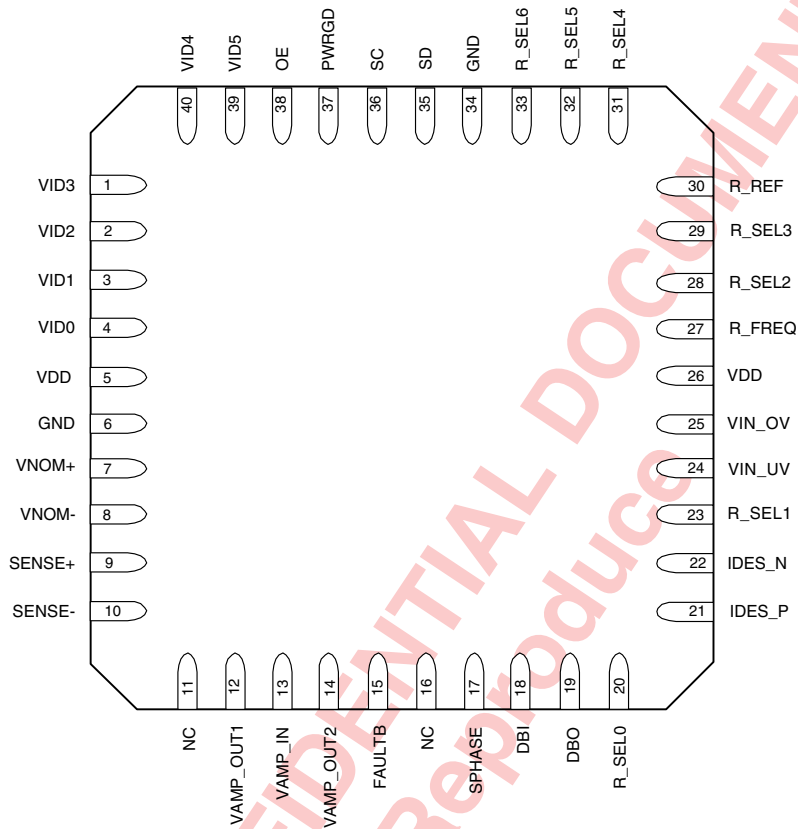 VID4 VID5 OE PWRGD SC SD GND R_SEL6 R_SEL5 R_SEL4
40 39 38 37 36 35 34 33 32 31
VID3 1 30 R_REF
VID2 2 29 R_SEL3
VID1 3 28 R_SEL2
VID0 4 27 R_FREQ
VDD 5 26 VDD
GND 6 25 VIN_OV
VNOM+ 7 24 VIN_UV
VNOM- 8 23 R_SEL1
SENSE+ 9 22 IDES_N
SENSE- 10 21 IDES_P
11 12 13 14 15 16 17 18 19 20
NC VAMP_OUT1 VAMP_IN VAMP_OUT2 FAULTB NC SPHASE DBI DBO R_SEL0
FIDENTIAL DOCUMENT
Reproduce